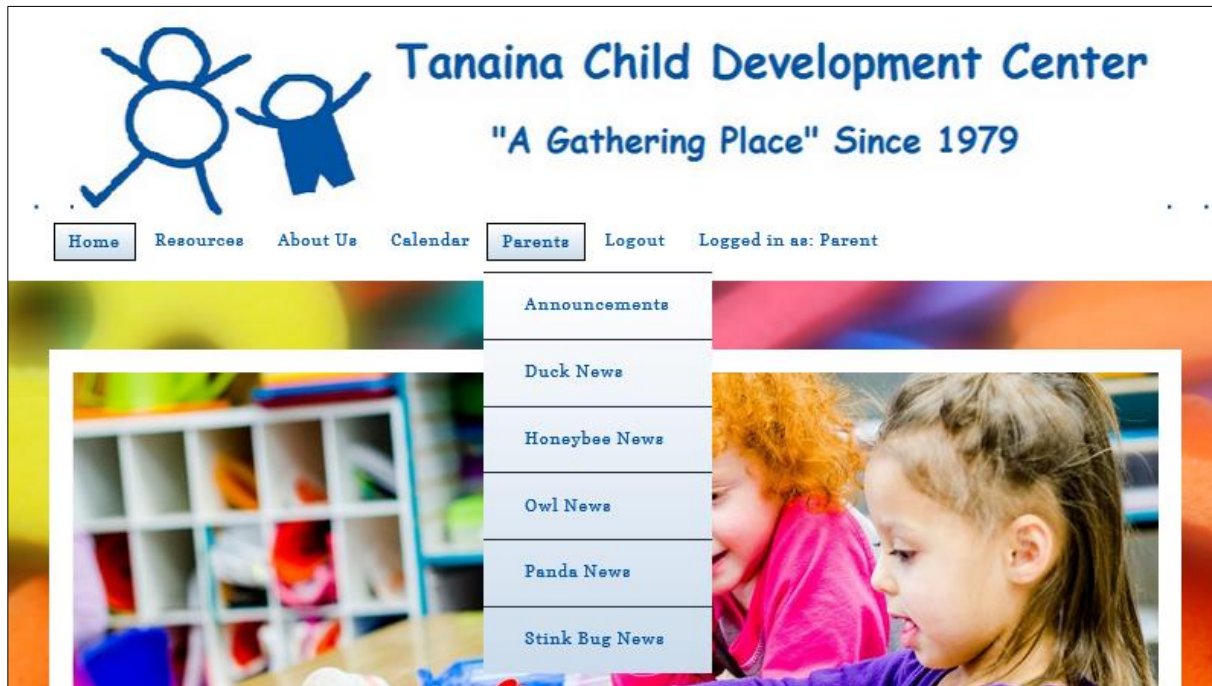 Tanaina Child Development Center
"A Gathering Place" Since 1979
Home Resources About Us Calendar Parents Logout Logged in as: Parent
Announcements
Duck News
Honeybee News
Owl News
Panda News
Stink Bug News